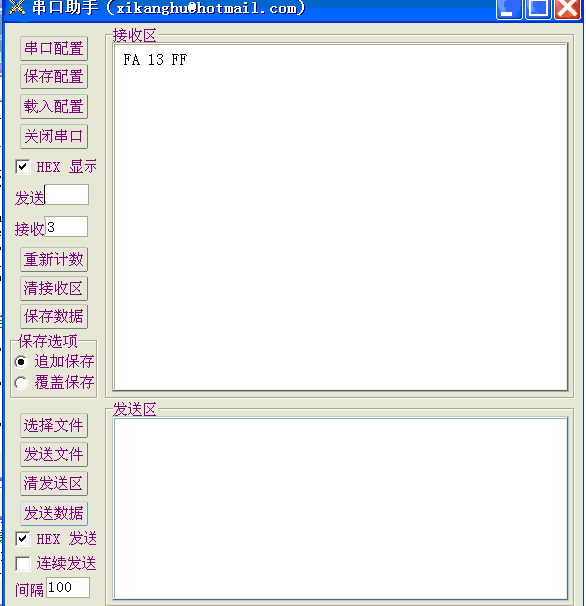 串口助手（xikanghu@hotmail.com）
串口配置
保存配置
载入配置
关闭串口
HEX 显示
发送
接收 3
重新计数
清接收区
保存数据
保存选项
追加保存
覆盖保存
选择文件
发送文件
清发送区
发送数据
HEX 发送
连续发送
间隔 100
接收区
FA 13 FF
发送区